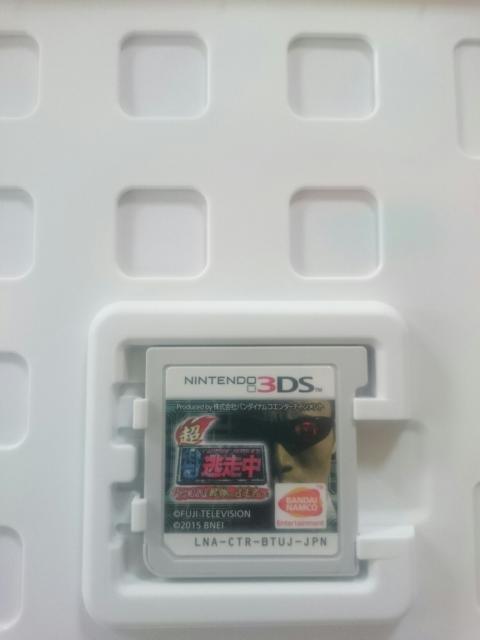 NINTENDO 3DS™
Produced by 株式会社バンダイナムコエンターテインメント
超!
逃走中
©FUJI-TELEVISION
©2015 BNEI
BANDAI
NAMCO
Entertainment
LNA-CTR-BTUJ-JPN